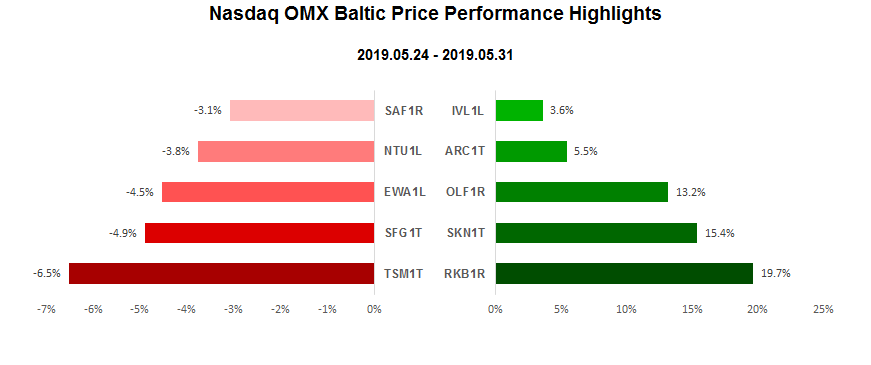 Nasdaq OMX Baltic Price Performance Highlights
2019.05.24 - 2019.05.31
-3.1% SAF1R IVL1L 3.6%
-3.8% NTU1L ARC1T 5.5%
-4.5% EWA1L OLF1R 13.2%
-4.9% SFG1T SKN1T 15.4%
-6.5% TSM1T RKB1R 19.7%
-7% -6% -5% -4% -3% -2% -1% 0% 0% 5% 10% 15% 20% 25%